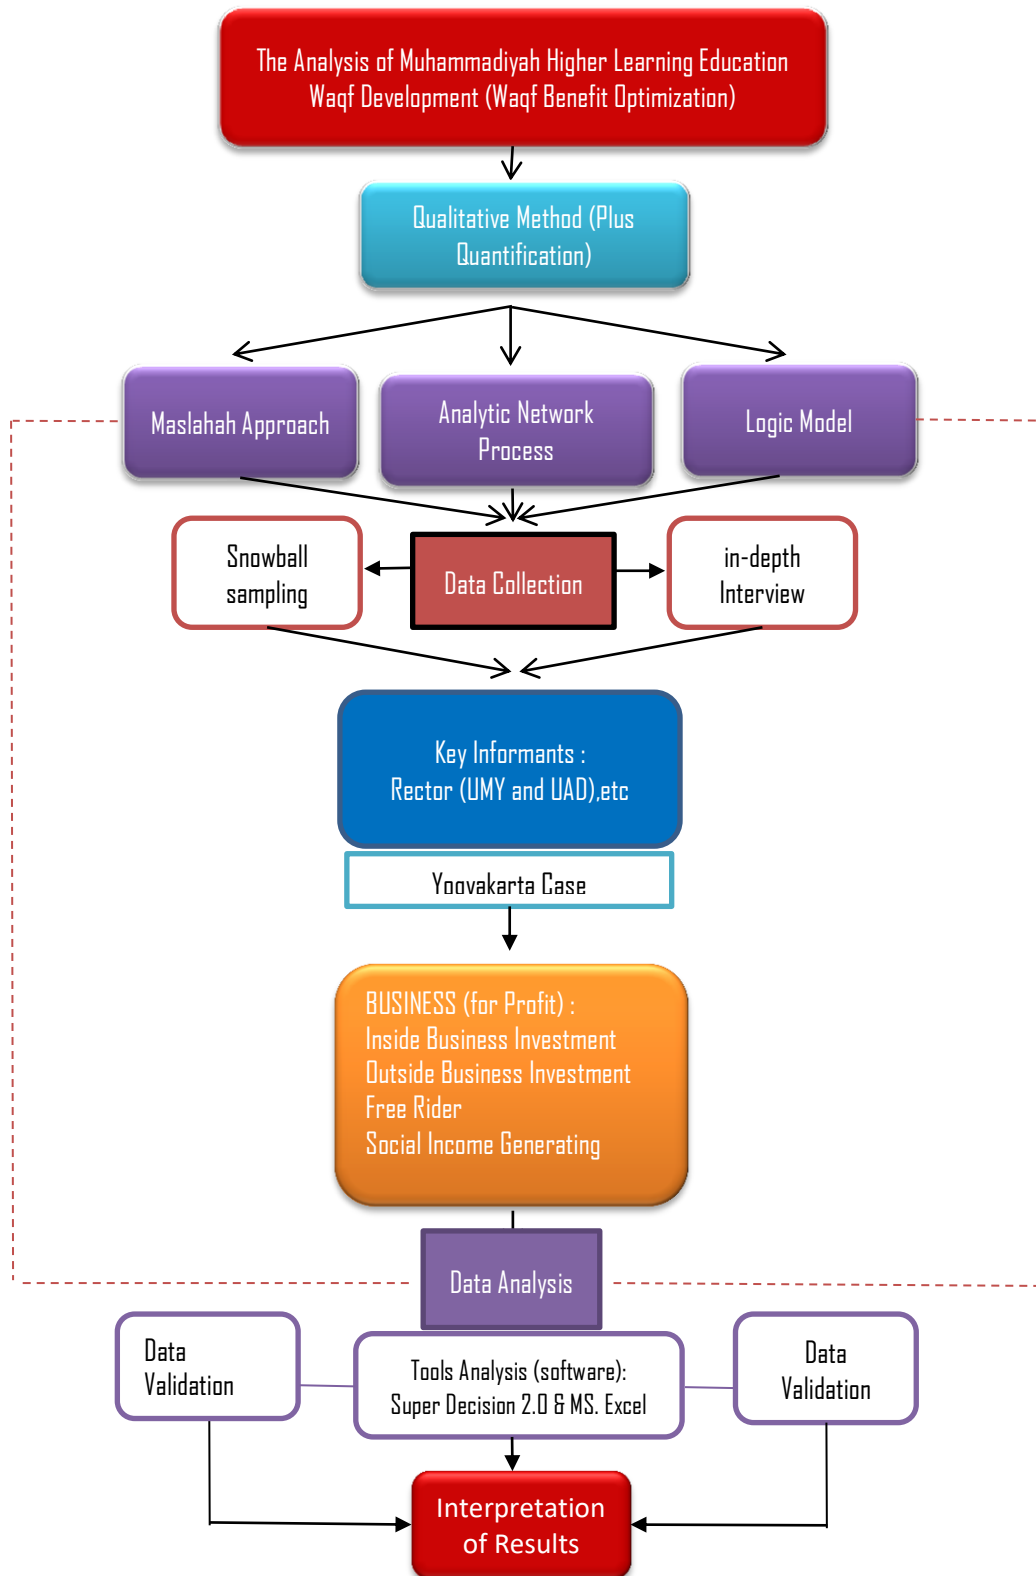 The Analysis of Muhammadiyah Higher Learning Education
Waqf Development (Waqf Benefit Optimization)
Qualitative Method (Plus
Quantification)
Maslahah Approach
Analytic Network
Process
Logic Model
Snowball
sampling
Data Collection
in-depth
Interview
Key Informants :
Rector (UMY and UAD),etc
Yogyakarta Case
BUSINESS (for Profit) :
Inside Business Investment
Outside Business Investment
Free Rider
Social Income Generating
Data Analysis
Data
Validation
Tools Analysis (software):
Super Decision 2.0 & MS. Excel
Data
Validation
Interpretation
of Results